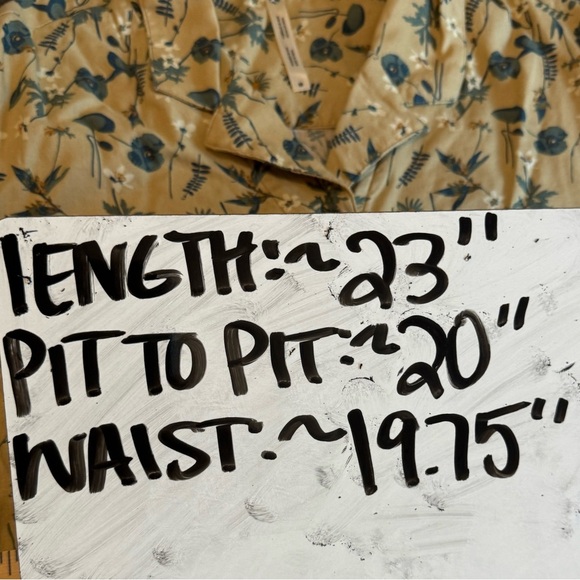 LENGTH:~23"
PIT TO PIT:~20"
WAIST:~19.75"